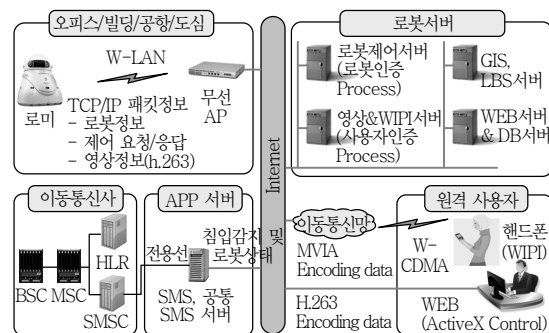 오피스/빌딩/공항/도심
W-LAN
로미
무선
AP
TCP/IP 패킷정보
- 로봇정보
- 제어 요청/응답
- 영상정보(h.263)
Internet
로봇서버
로봇제어서버
(로봇인증
Process)
GIS,
LBS서버
영상&WIPI서버
(사용자인증
Process)
WEB서버
& DB서버
이동통신사
BSC
MSC
HLR
SMSC
전용선
APP 서버
침입감지 및
로봇상태
SMS, 공통
SMS 서버
이동통신망
MVIA
Encoding data
H.263
Encoding data
원격 사용자
W-
CDMA
핸드폰
(WIPI)
WEB
(ActiveX Control)